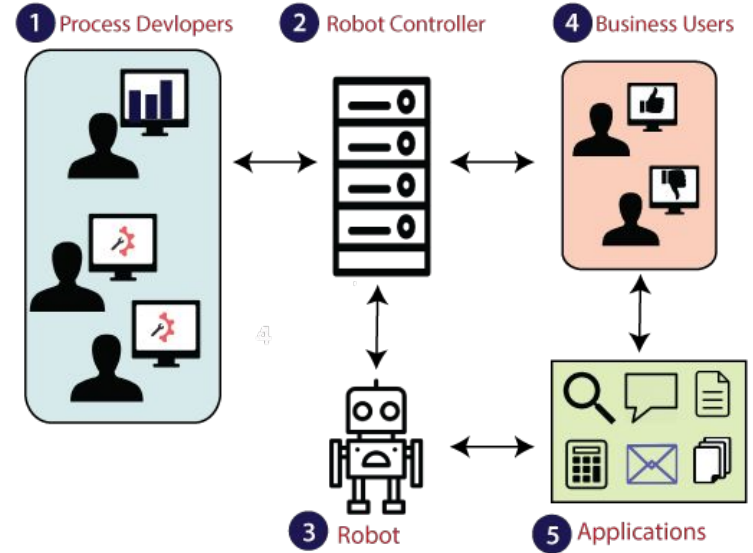 1 Process Devlopers
2 Robot Controller
4 Business Users
4
3 Robot
5 Applications